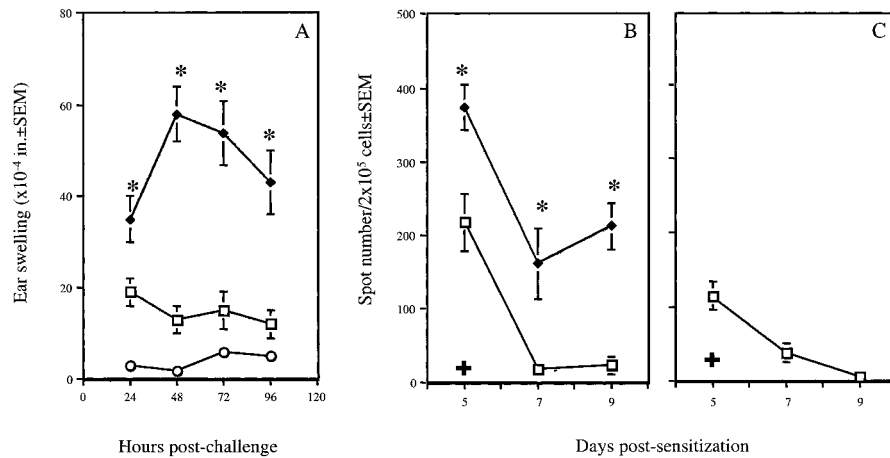 A
80
60
40
20
0
*
*
*
*
0 24 48 72 96 120
Ear swelling (x10⁻⁴ in.±SEM)
Hours post-challenge
B
500
400
300
200
100
0
*
*
*
5 7 9
Spot number/2x10⁵ cells±SEM
C
5 7 9
Days post-sensitization